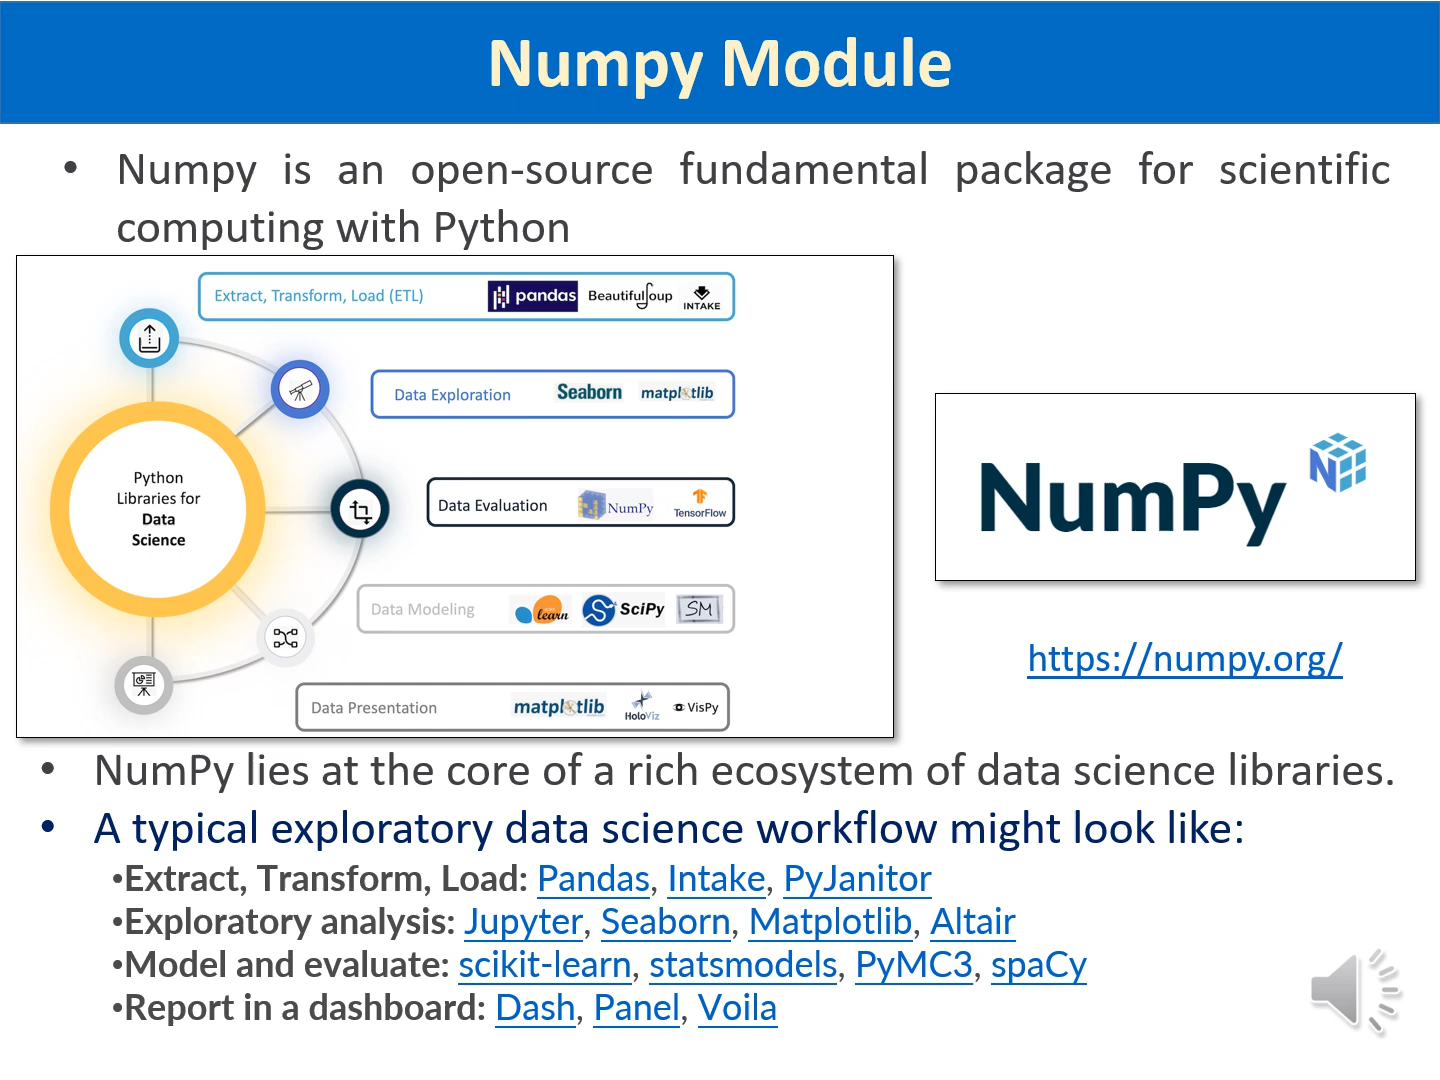 Numpy Module
• Numpy is an open-source fundamental package for scientific
computing with Python
Extract, Transform, Load (ETL) pandas BeautifulSoup INTAKE
Data Exploration Seaborn matplotlib
Python
Libraries for
Data
Science
Data Evaluation NumPy TensorFlow
Data Modeling learn SciPy SM
Data Presentation matplotlib HoloViz VisPy
NumPy
https://numpy.org/
• NumPy lies at the core of a rich ecosystem of data science libraries.
• A typical exploratory data science workflow might look like:
•Extract, Transform, Load: Pandas, Intake, PyJanitor
•Exploratory analysis: Jupyter, Seaborn, Matplotlib, Altair
•Model and evaluate: scikit-learn, statsmodels, PyMC3, spaCy
•Report in a dashboard: Dash, Panel, Voila